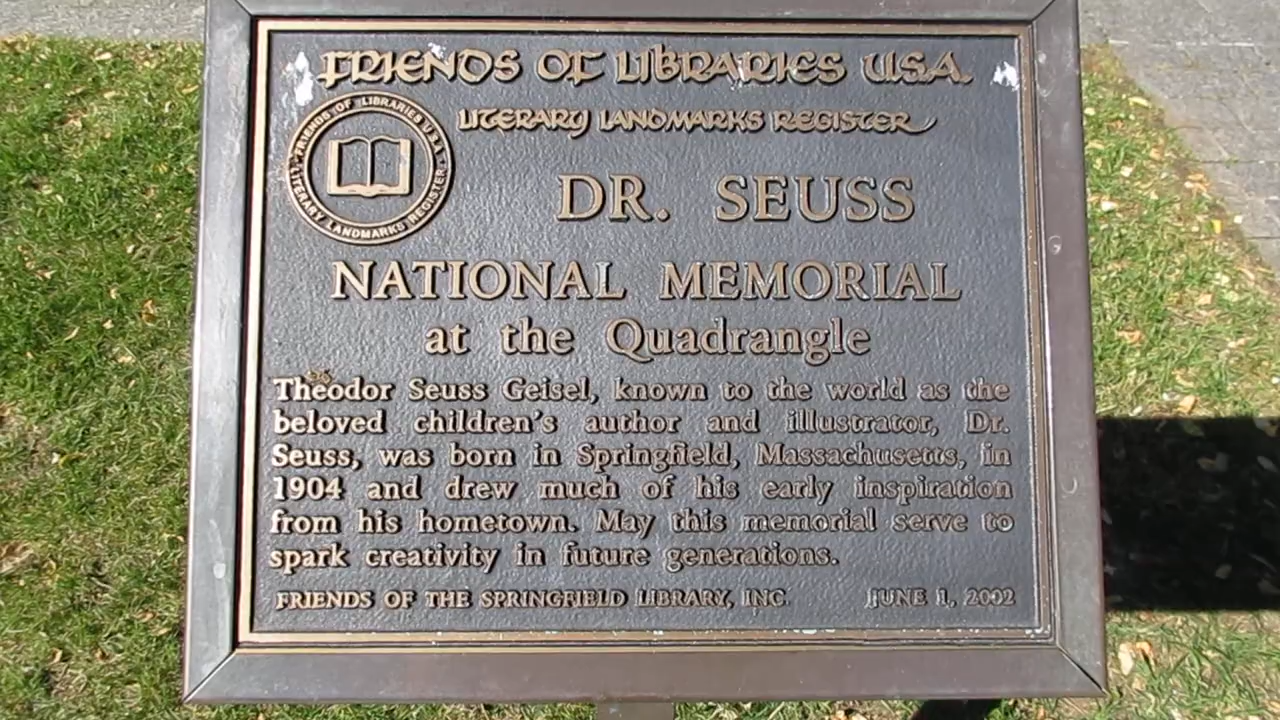 FRIENDS OF LIBRARIES U.S.A.
LITERARY LANDMARKS REGISTER
FRIENDS OF LIBRARIES U.S.A. · LITERARY LANDMARKS REGISTER ·
DR. SEUSS
NATIONAL MEMORIAL
at the Quadrangle
Theodor Seuss Geisel, known to the world as the
beloved children's author and illustrator, Dr.
Seuss, was born in Springfield, Massachusetts, in
1904 and drew much of his early inspiration
from his hometown. May this memorial serve to
spark creativity in future generations.
FRIENDS OF THE SPRINGFIELD LIBRARY, INC. JUNE 1, 2002